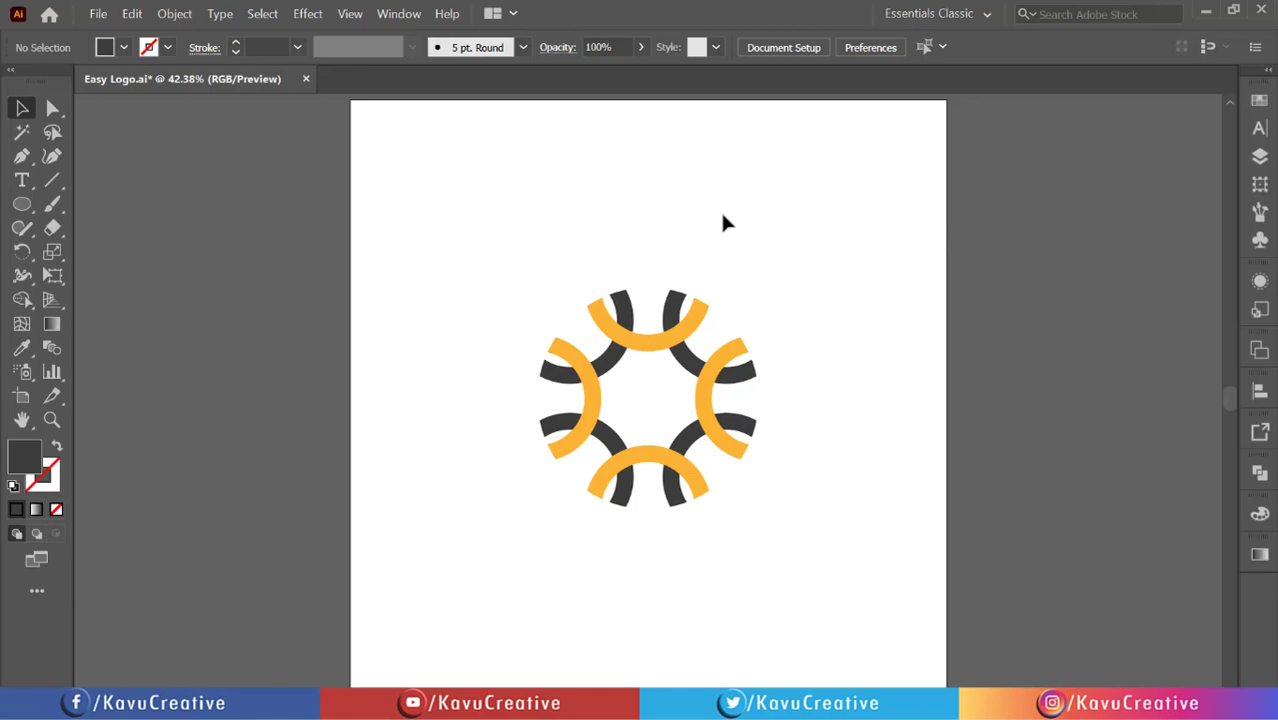 Ai File Edit Object Type Select Effect View Window Help Essentials Classic Search Adobe Stock
No Selection Stroke: 5 pt. Round Opacity: 100% Style: Document Setup Preferences
Easy Logo.ai* @ 42.38% (RGB/Preview) ×
/KavuCreative /KavuCreative /KavuCreative /KavuCreative